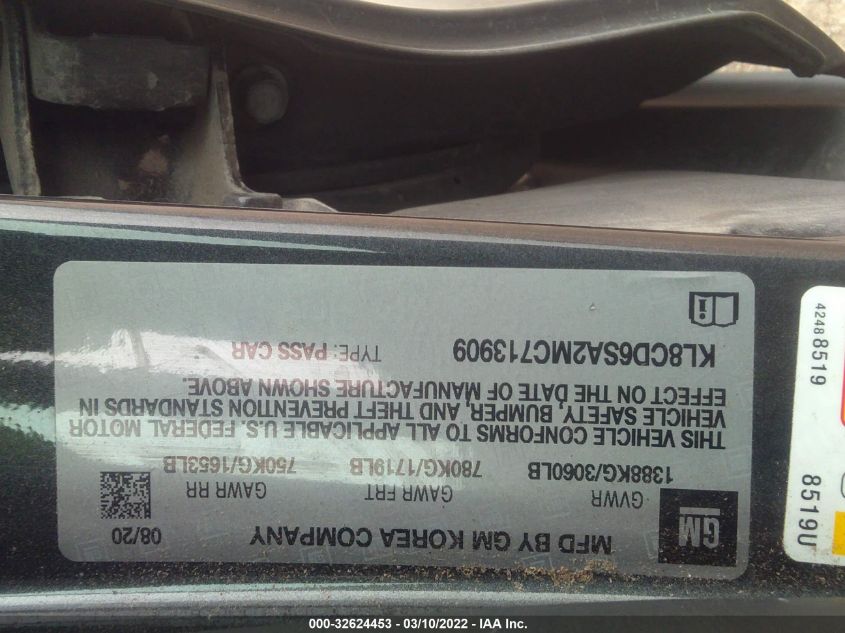 MFD BY GM KOREA COMPANY 08/20
GM
GVWR GAWR FRT GAWR RR
1388KG/3060LB 780KG/1719LB 750KG/1653LB
THIS VEHICLE CONFORMS TO ALL APPLICABLE U.S. FEDERAL MOTOR
VEHICLE SAFETY, BUMPER, AND THEFT PREVENTION STANDARDS IN
EFFECT ON THE DATE OF MANUFACTURE SHOWN ABOVE.
KL8CD6SA2MC713909 TYPE: PASS CAR
42488519
8519U
000-32624453 - 03/10/2022 - IAA Inc.